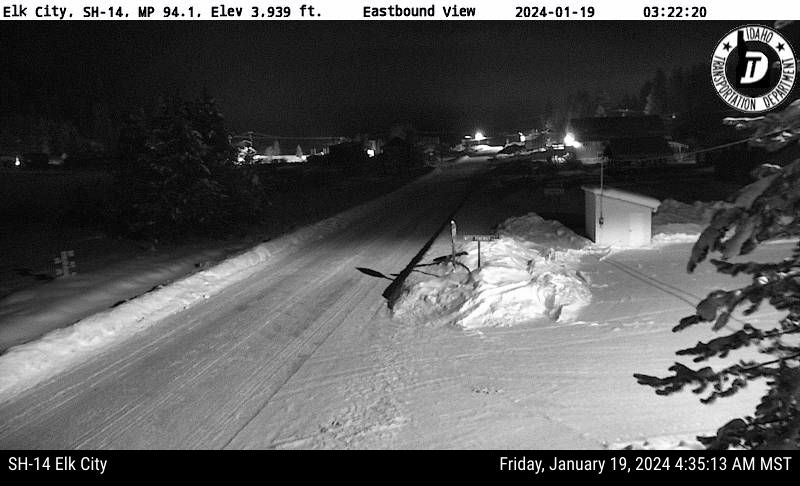 Elk City, SH-14, MP 94.1, Elev 3,939 ft. Eastbound View 2024-01-19 03:22:20
IDAHO
TRANSPORTATION DEPARTMENT
SH-14 Elk City Friday, January 19, 2024 4:35:13 AM MST